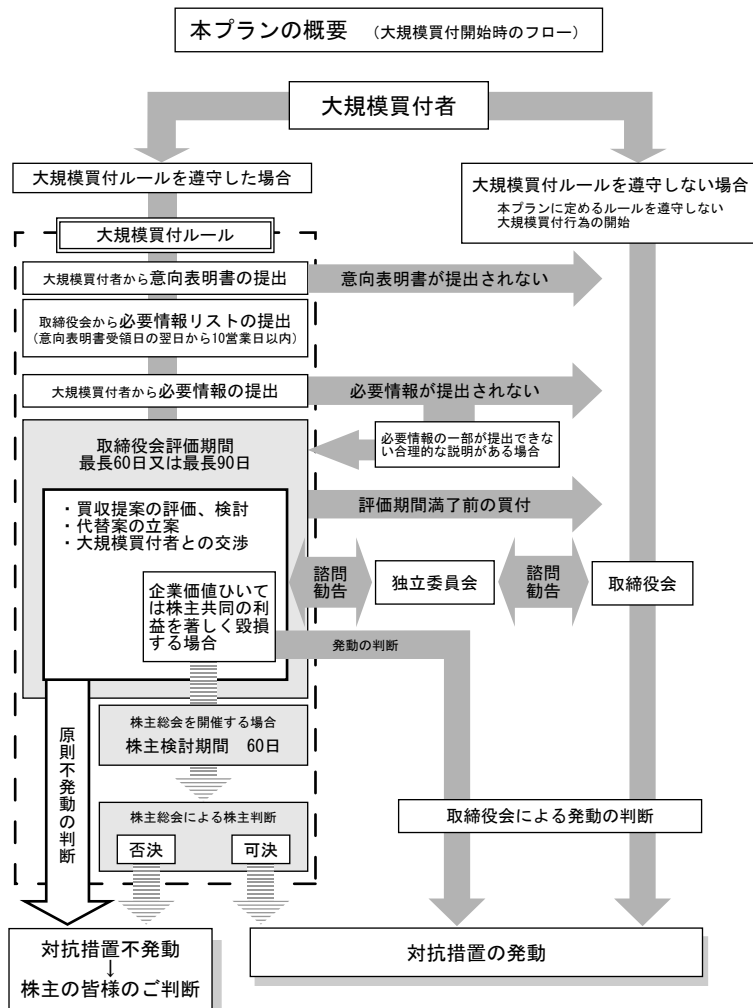 本プランの概要 （大規模買付開始時のフロー）
大規模買付者
大規模買付ルールを遵守した場合
大規模買付ルールを遵守しない場合
本プランに定めるルールを遵守しない
大規模買付行為の開始
大規模買付ルール
大規模買付者から意向表明書の提出
意向表明書が提出されない
取締役会から必要情報リストの提出
（意向表明書受領日の翌日から10営業日以内）
大規模買付者から必要情報の提出
必要情報が提出されない
必要情報の一部が提出できな
い合理的な説明がある場合
取締役会評価期間
最長60日又は最長90日
・買収提案の評価、検討
・代替案の立案
・大規模買付者との交渉
評価期間満了前の買付
諮問
勧告
独立委員会
諮問
勧告
取締役会
企業価値ひいて
は株主共同の利
益を著しく毀損
する場合
発動の判断
原則不発動の判断
株主総会を開催する場合
株主検討期間　60日
株主総会による株主判断
否決
可決
取締役会による発動の判断
対抗措置不発動
↓
株主の皆様のご判断
対抗措置の発動